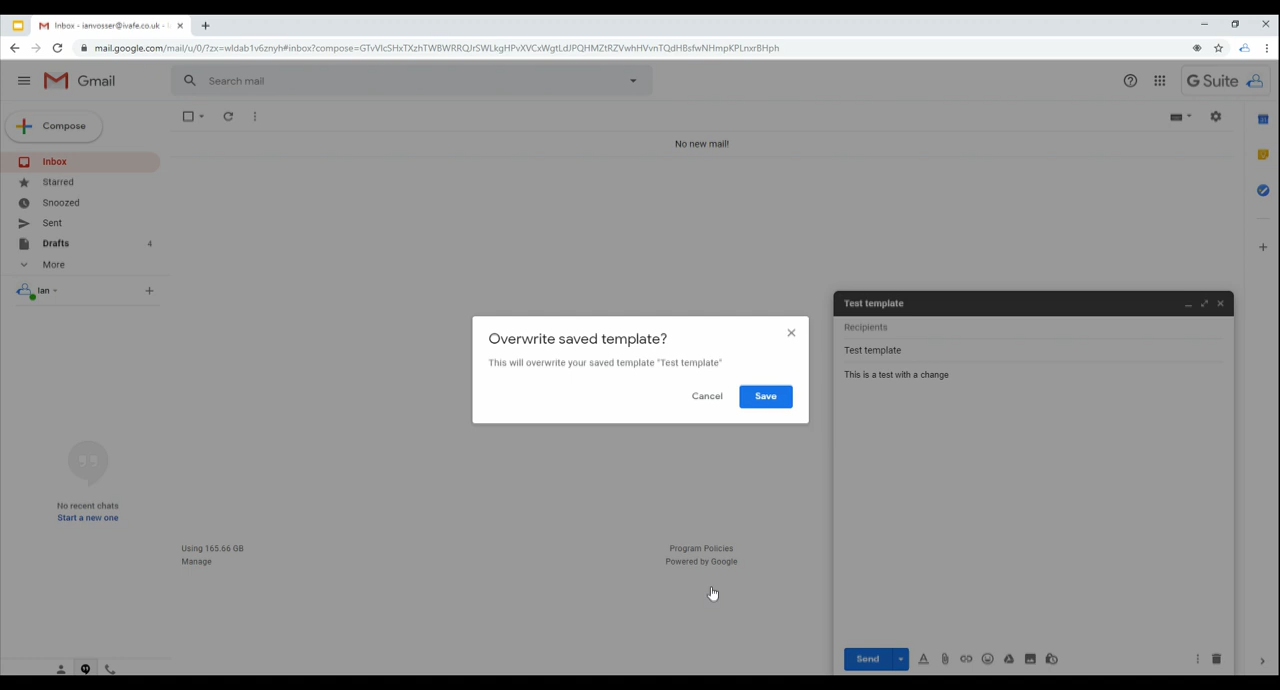 Inbox - ianvosser@ivafe.co.uk -
mail.google.com/mail/u/0/?zx=wldab1v6znyh#inbox?compose=GTvVlcSHxTXzhTWBWRRQJrSWLkgHPvXVCxWgtLdJPQHMZtRZVwhHVvnTQdHBsfwNHmpKPLnxrBHph
Gmail
Search mail
G Suite
Compose
No new mail!
Inbox
Starred
Snoozed
Sent
Drafts 4
More
Ian
Test template
Recipients
Test template
This is a test with a change
Overwrite saved template?
This will overwrite your saved template "Test template"
Cancel Save
No recent chats
Start a new one
Using 165.66 GB
Manage
Program Policies
Powered by Google
Send